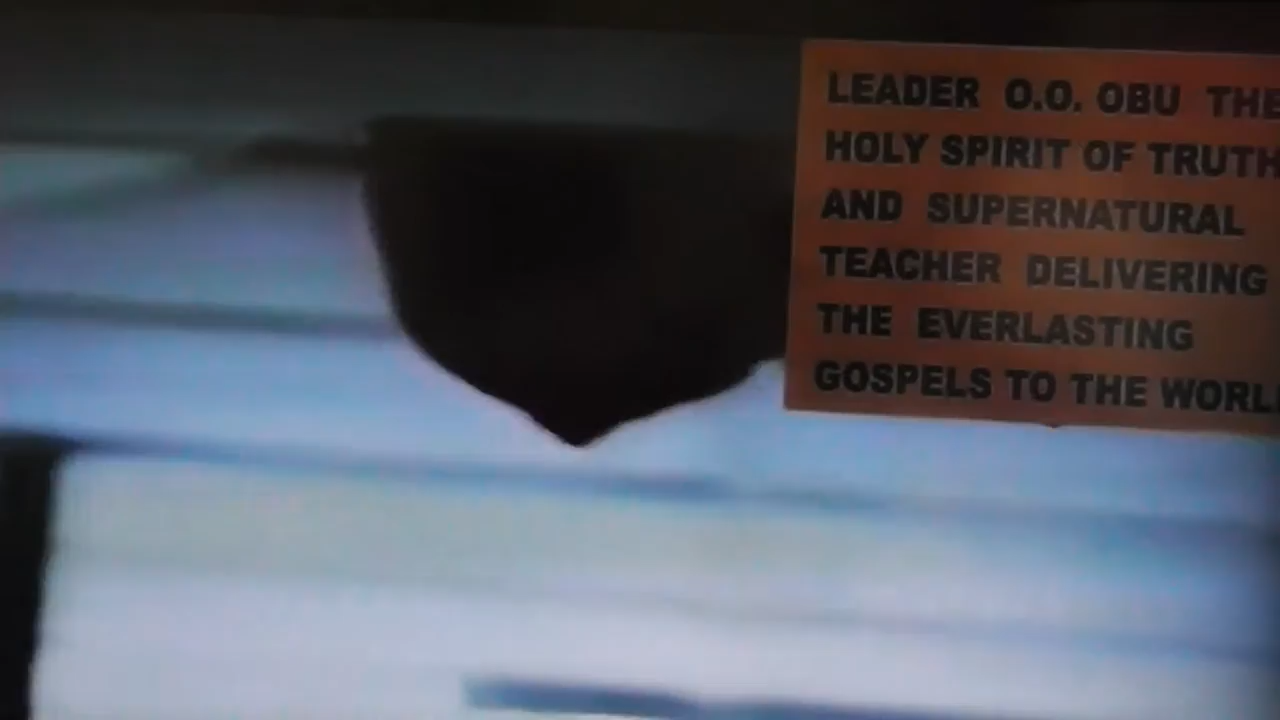 LEADER O.O. OBU THE
HOLY SPIRIT OF TRUTH
AND SUPERNATURAL
TEACHER DELIVERING
THE EVERLASTING
GOSPELS TO THE WORL